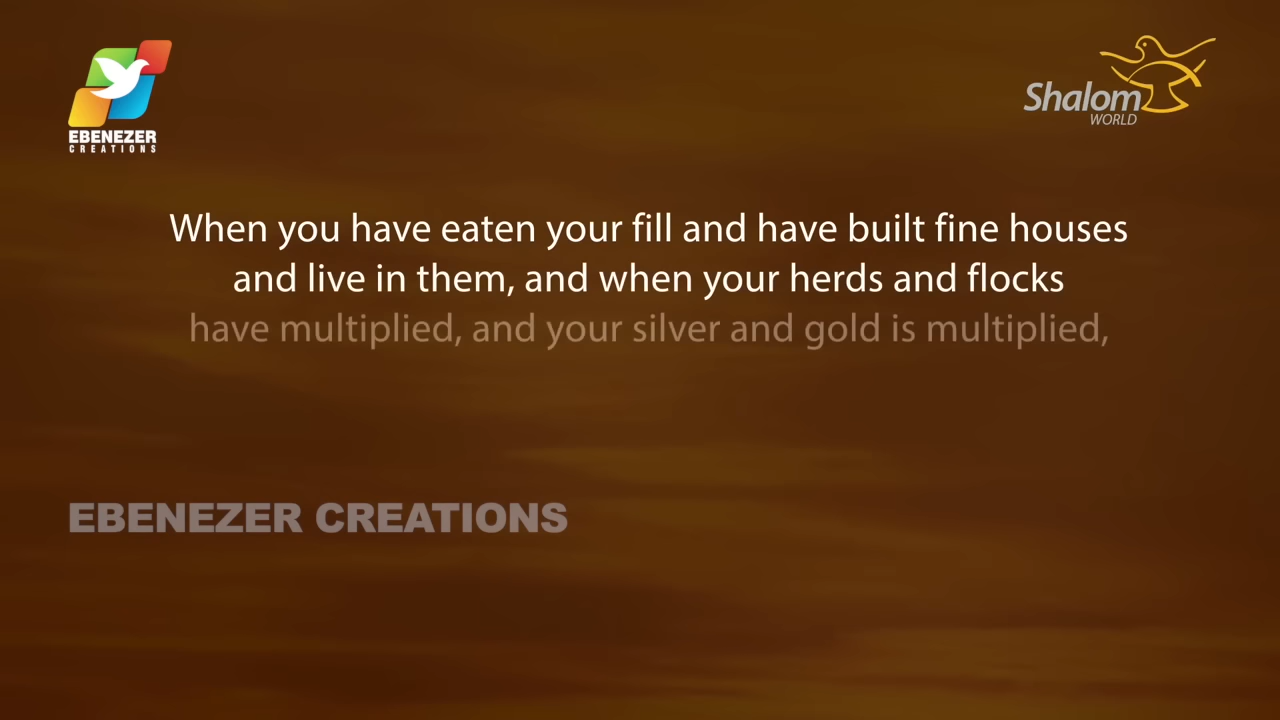 EBENEZER
CREATIONS
Shalom
WORLD
When you have eaten your fill and have built fine houses
and live in them, and when your herds and flocks
have multiplied, and your silver and gold is multiplied,
EBENEZER CREATIONS